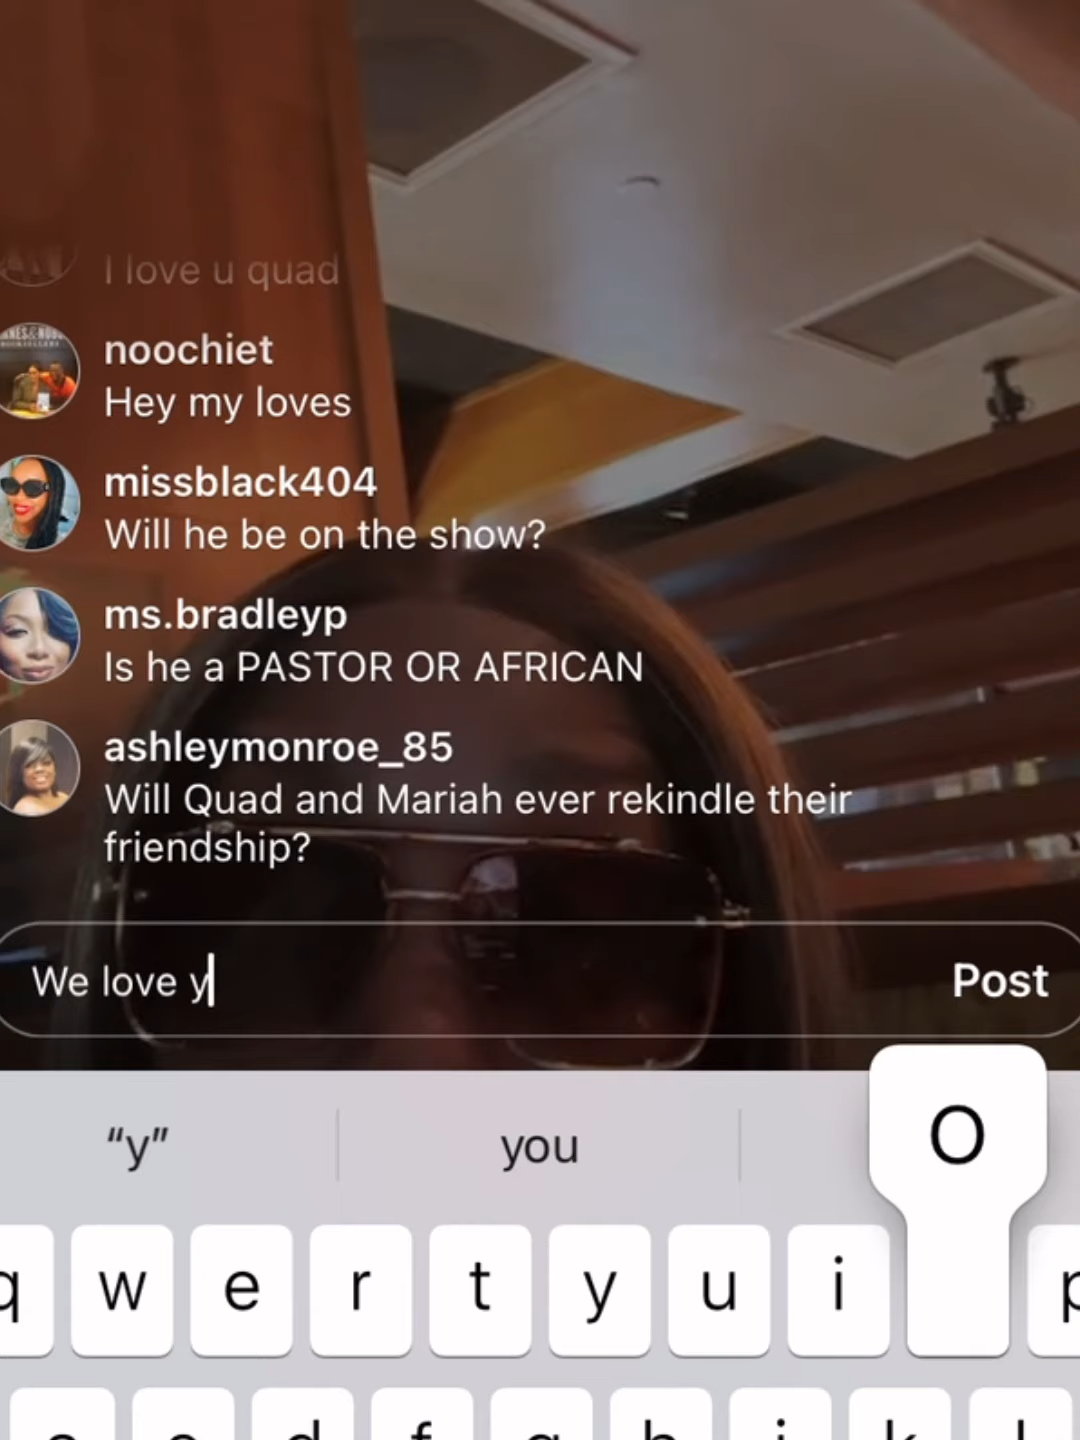 I love u quad
noochiet
Hey my loves
missblack404
Will he be on the show?
ms.bradleyp
Is he a PASTOR OR AFRICAN
ashleymonroe_85
Will Quad and Mariah ever rekindle their
friendship?
We love y
Post
“y”
you
O
q w e r t y u i p